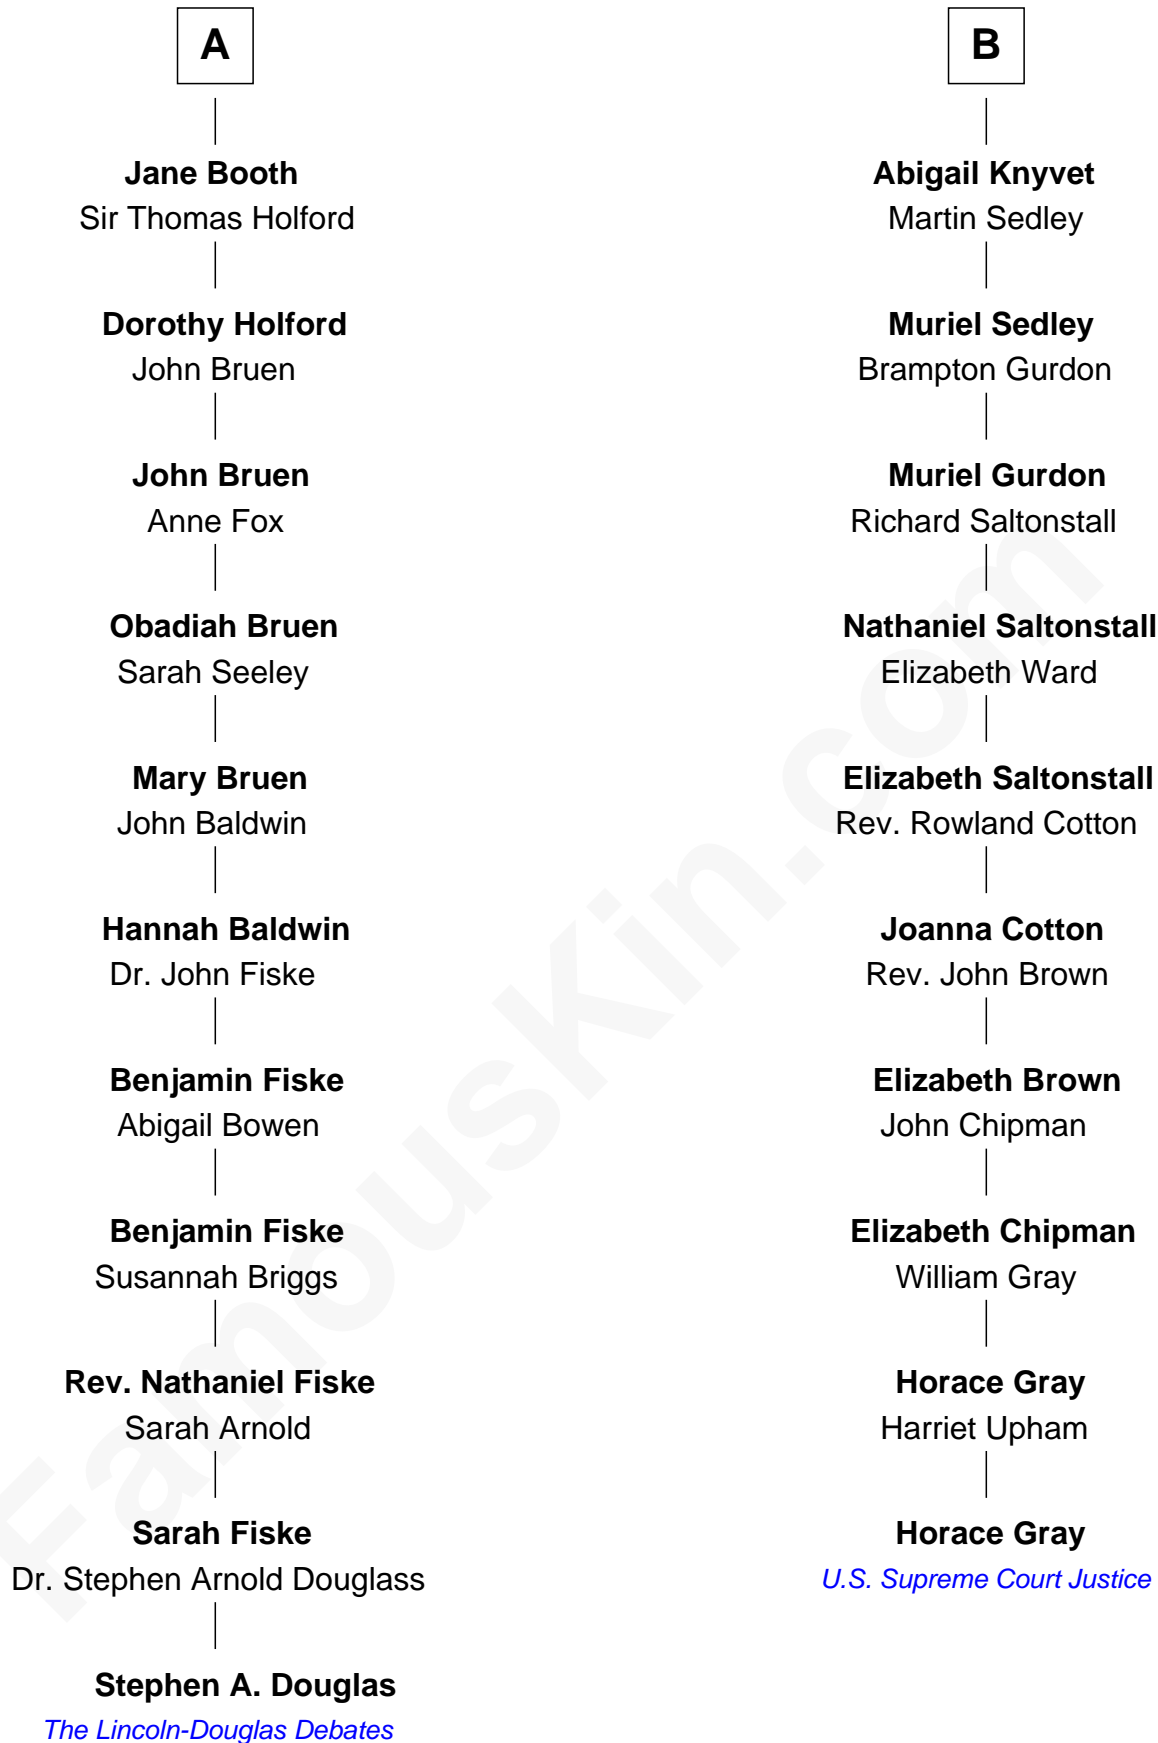 A
Jane Booth
Sir Thomas Holford
Dorothy Holford
John Bruen
John Bruen
Anne Fox
Obadiah Bruen
Sarah Seeley
Mary Bruen
John Baldwin
Hannah Baldwin
Dr. John Fiske
Benjamin Fiske
Abigail Bowen
Benjamin Fiske
Susannah Briggs
Rev. Nathaniel Fiske
Sarah Arnold
Sarah Fiske
Dr. Stephen Arnold Douglass
Stephen A. Douglas
The Lincoln-Douglas Debates
B
Abigail Knyvet
Martin Sedley
Muriel Sedley
Brampton Gurdon
Muriel Gurdon
Richard Saltonstall
Nathaniel Saltonstall
Elizabeth Ward
Elizabeth Saltonstall
Rev. Rowland Cotton
Joanna Cotton
Rev. John Brown
Elizabeth Brown
John Chipman
Elizabeth Chipman
William Gray
Horace Gray
Harriet Upham
Horace Gray
U.S. Supreme Court Justice
FamousKin.com